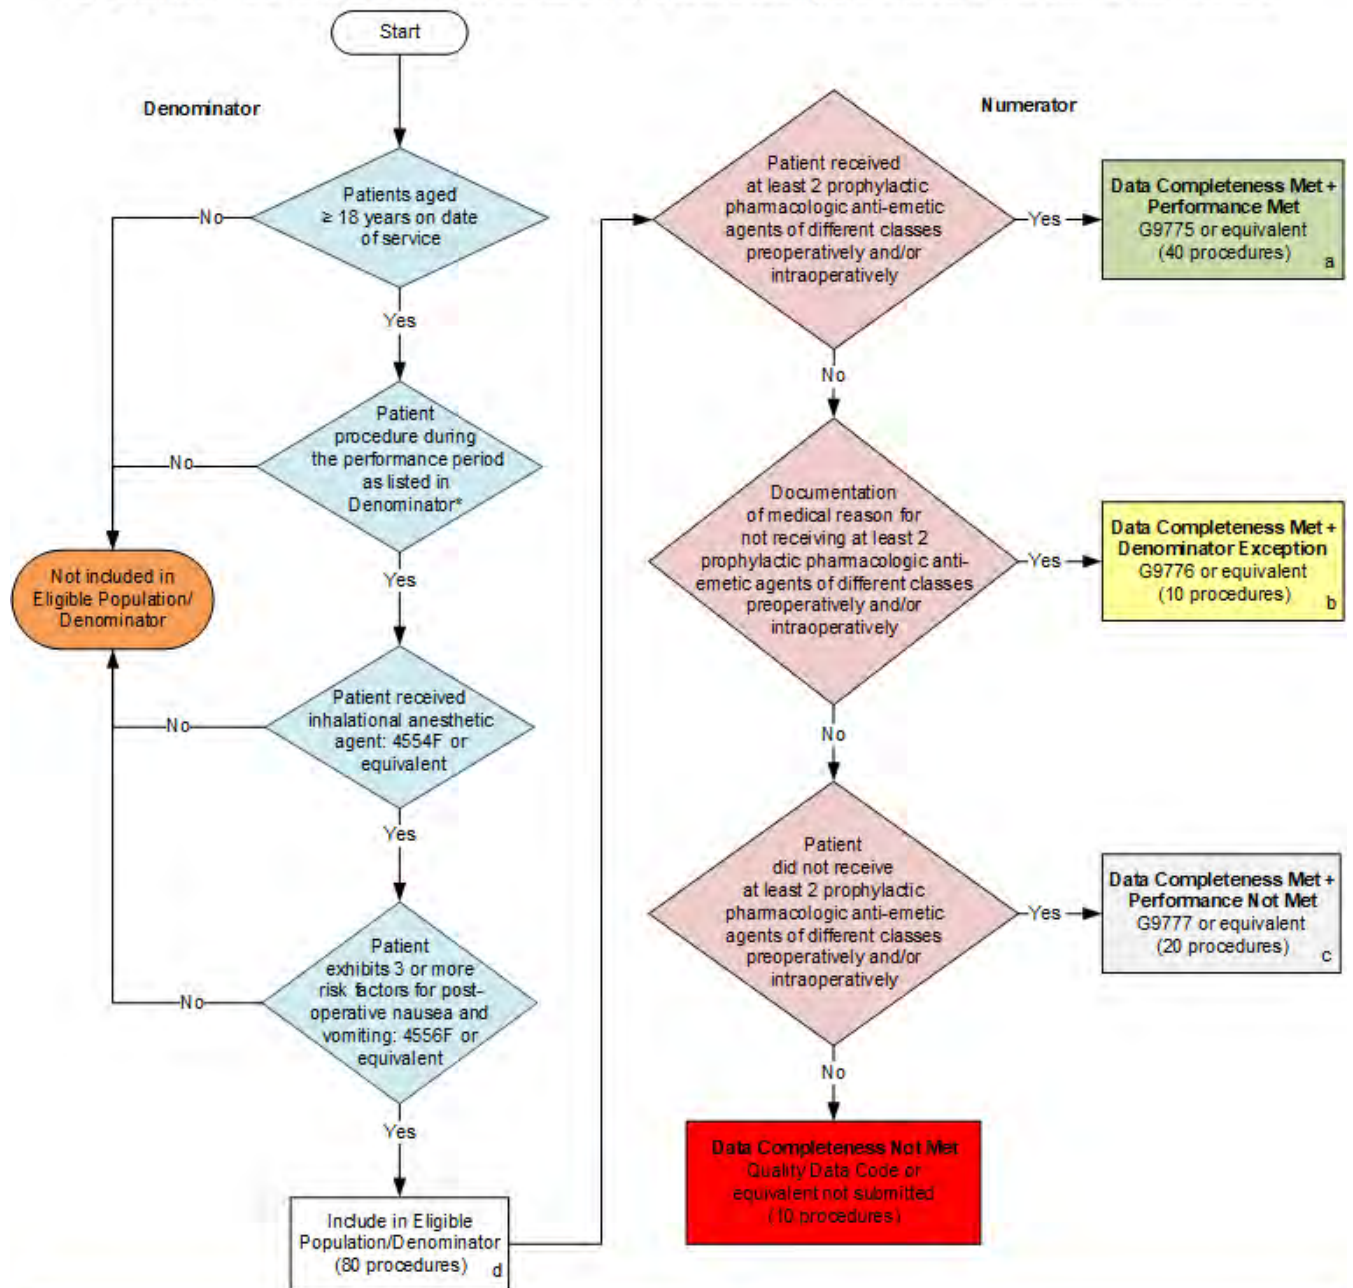 Start
Denominator
Patients aged
≥ 18 years on date
of service
No
Yes
Patient
procedure during
the performance period
as listed in
Denominator*
No
Yes
Not included in
Eligible Population/
Denominator
Patient received
inhalational anesthetic
agent: 4554F or
equivalent
No
Yes
Patient
exhibits 3 or more
risk factors for post-
operative nausea and
vomiting: 4556F or
equivalent
No
Yes
Include in Eligible
Population/Denominator
(80 procedures)
d
Numerator
Patient received
at least 2 prophylactic
pharmacologic anti-emetic
agents of different classes
preoperatively and/or
intraoperatively
Yes
Data Completeness Met +
Performance Met
G9775 or equivalent
(40 procedures)
a
No
Documentation
of medical reason for
not receiving at least 2
prophylactic pharmacologic anti-
emetic agents of different classes
preoperatively and/or
intraoperatively
Yes
Data Completeness Met +
Denominator Exception
G9776 or equivalent
(10 procedures)
b
No
Patient
did not receive
at least 2 prophylactic
pharmacologic anti-emetic
agents of different classes
preoperatively and/or
intraoperatively
Yes
Data Completeness Met +
Performance Not Met
G9777 or equivalent
(20 procedures)
c
No
Data Completeness Not Met
Quality Data Code or
equivalent not submitted
(10 procedures)